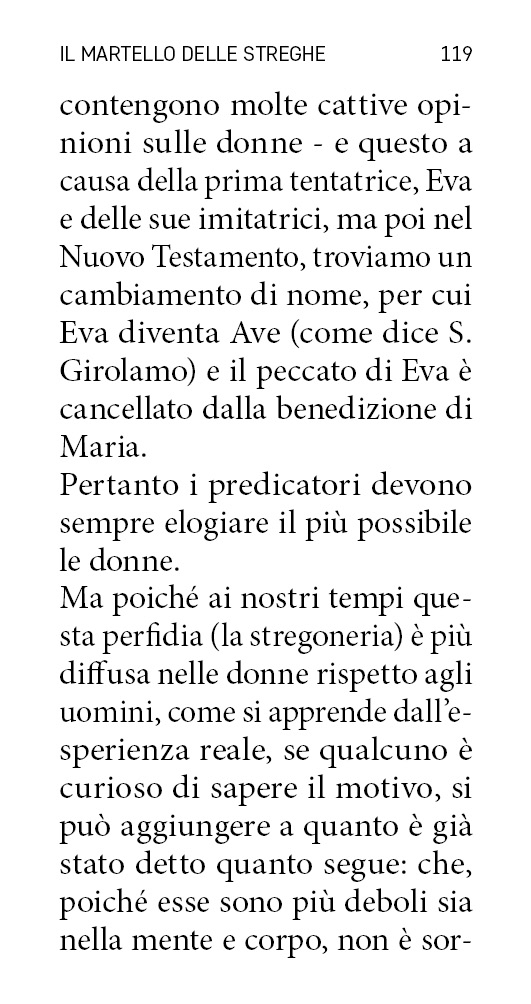 IL MARTELLO DELLE STREGHE 119
contengono molte cattive opi-
nioni sulle donne - e questo a
causa della prima tentatrice, Eva
e delle sue imitatrici, ma poi nel
Nuovo Testamento, troviamo un
cambiamento di nome, per cui
Eva diventa Ave (come dice S.
Girolamo) e il peccato di Eva è
cancellato dalla benedizione di
Maria.
Pertanto i predicatori devono
sempre elogiare il più possibile
le donne.
Ma poiché ai nostri tempi que-
sta perfidia (la stregoneria) è più
diffusa nelle donne rispetto agli
uomini, come si apprende dall’e-
sperienza reale, se qualcuno è
curioso di sapere il motivo, si
può aggiungere a quanto è già
stato detto quanto segue: che,
poiché esse sono più deboli sia
nella mente e corpo, non è sor-